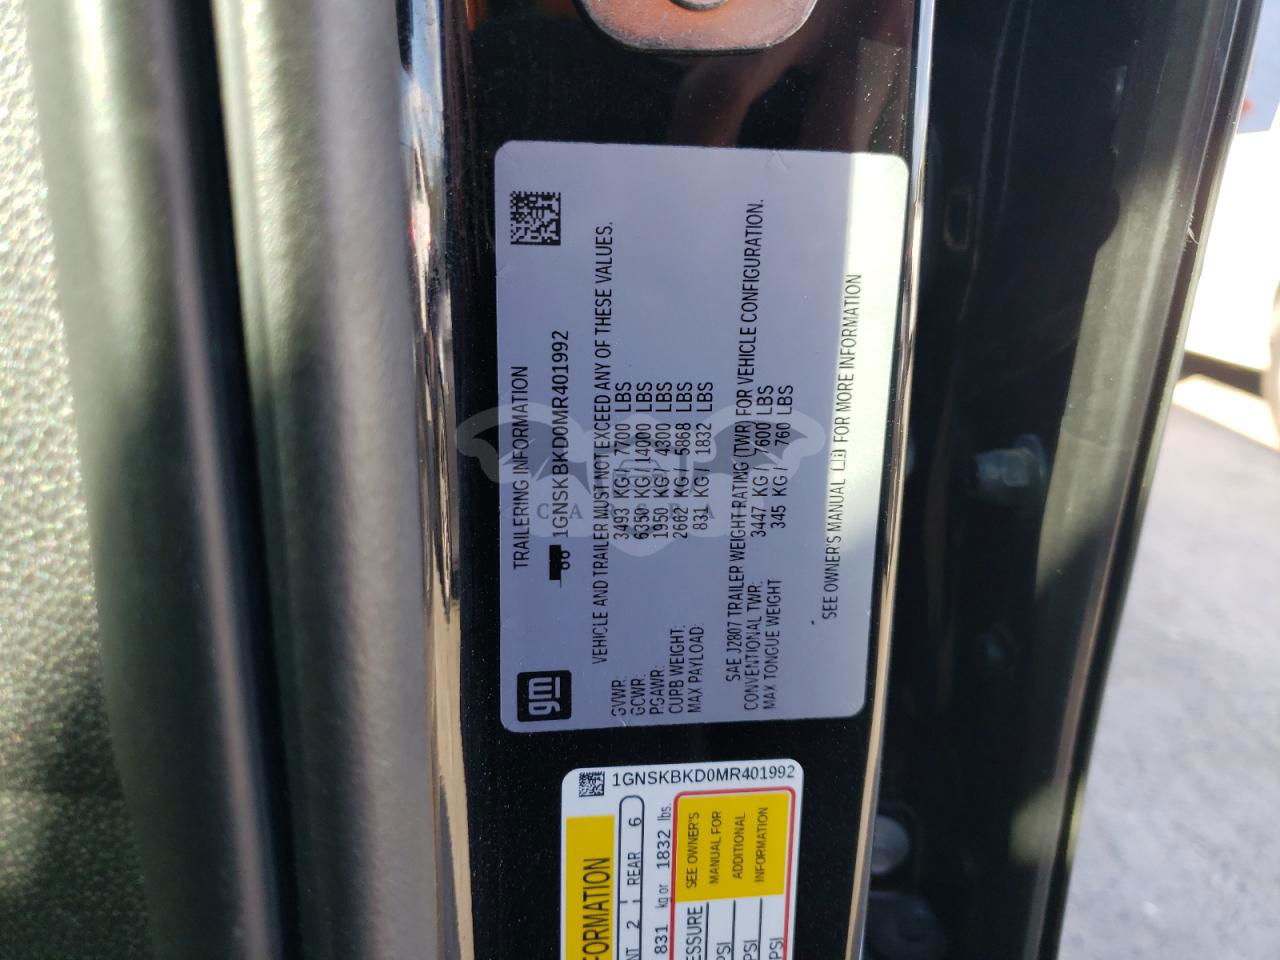 TRAILERING INFORMATION
1GNSKBKD0MR401992
gm
VEHICLE AND TRAILER MUST NOT EXCEED ANY OF THESE VALUES.
GVWR: 3493 KG / 7700 LBS
GCWR: 6350 KG / 14000 LBS
PGAWR: 1950 KG / 4300 LBS
CURB WEIGHT: 2662 KG / 5868 LBS
MAX PAYLOAD: 831 KG / 1832 LBS
SAE J2807 TRAILER WEIGHT RATING (TWR) FOR VEHICLE CONFIGURATION.
CONVENTIONAL TWR: 3447 KG / 7600 LBS
MAX TONGUE WEIGHT 345 KG / 760 LBS
SEE OWNER'S MANUAL FOR MORE INFORMATION
1GNSKBKD0MR401992
FORMATION
NT 2 REAR 6
831 kg or 1832 lbs.
ESSURE
SEE OWNER'S
MANUAL FOR
ADDITIONAL
INFORMATION
PSI
PSI
PSI